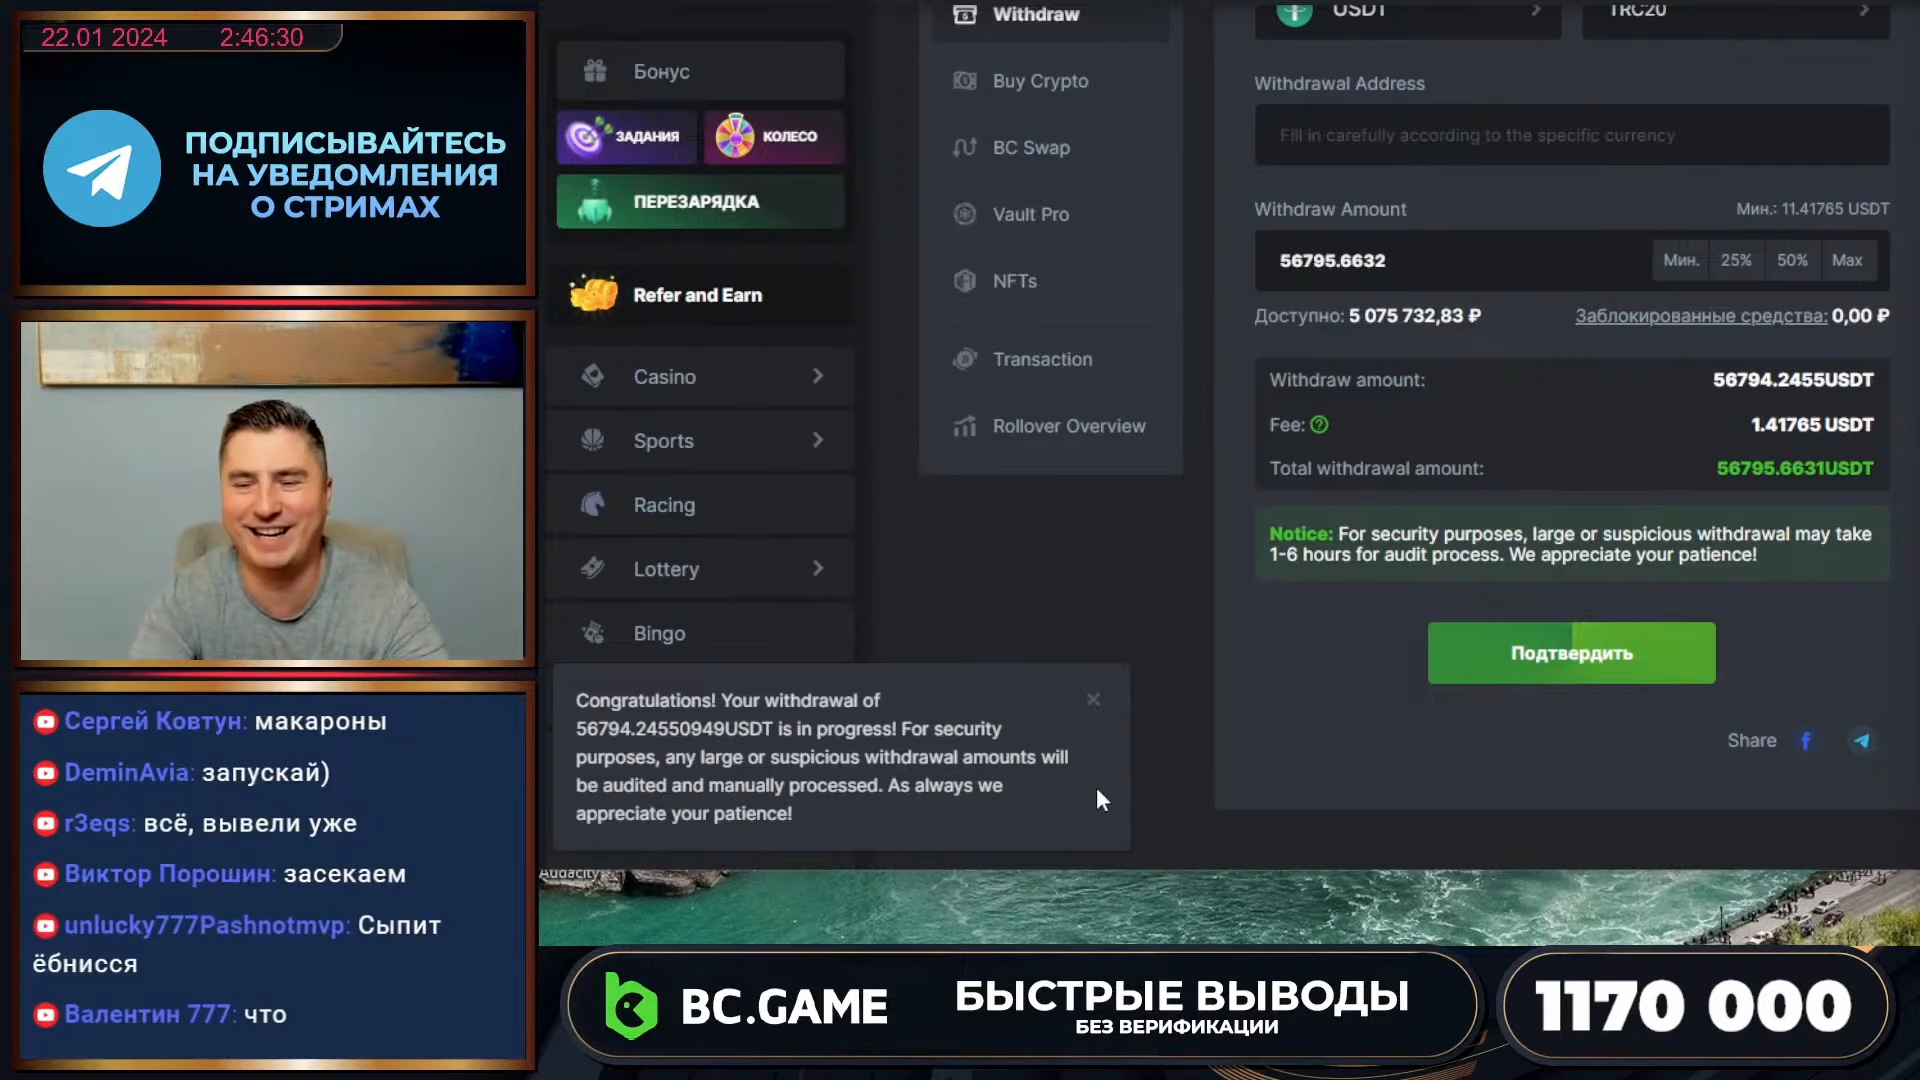 22.01 2024 2:46:30
ПОДПИСЫВАЙТЕСЬ
НА УВЕДОМЛЕНИЯ
О СТРИМАХ
Сергей Ковтун: макароны
DeminAvia: запускай)
r3eqs: всё, вывели уже
Виктор Порошин: засекаем
unlucky777Pashnotmvp: Сыпит
ёбнисся
Валентин 777: что
Бонус
ЗАДАНИЯ
КОЛЕСО
ПЕРЕЗАРЯДКА
Refer and Earn
Casino
Sports
Racing
Lottery
Bingo
Withdraw
Buy Crypto
BC Swap
Vault Pro
NFTs
Transaction
Rollover Overview
USDT
TRC20
Withdrawal Address
Fill in carefully according to the specific currency
Withdraw Amount
Мин.: 11.41765 USDT
56795.6632
Мин. 25% 50% Max
Доступно: 5 075 732,83 ₽
Заблокированные средства: 0,00 ₽
Withdraw amount: 56794.2455USDT
Fee: 1.41765 USDT
Total withdrawal amount: 56795.6631USDT
Notice: For security purposes, large or suspicious withdrawal may take
1-6 hours for audit process. We appreciate your patience!
Подтвердить
Share
Congratulations! Your withdrawal of
56794.24550949USDT is in progress! For security
purposes, any large or suspicious withdrawal amounts will
be audited and manually processed. As always we
appreciate your patience!
Audacity
BC.GAME
БЫСТРЫЕ ВЫВОДЫ
БЕЗ ВЕРИФИКАЦИИ
1170 000